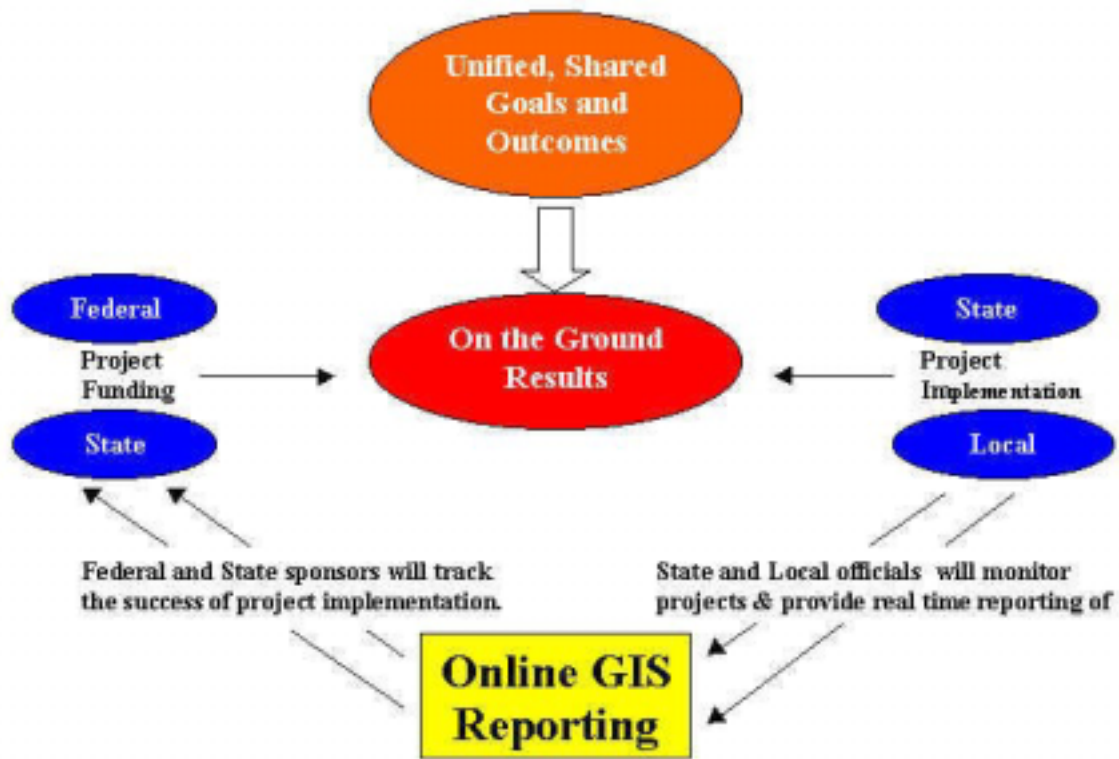 Unified, Shared
Goals and
Outcomes
Federal
Project
Funding
State
On the Ground
Results
State
Project
Implementation
Local
Federal and State sponsors will track
the success of project implementation.
State and Local officials will monitor
projects & provide real time reporting of
Online GIS
Reporting